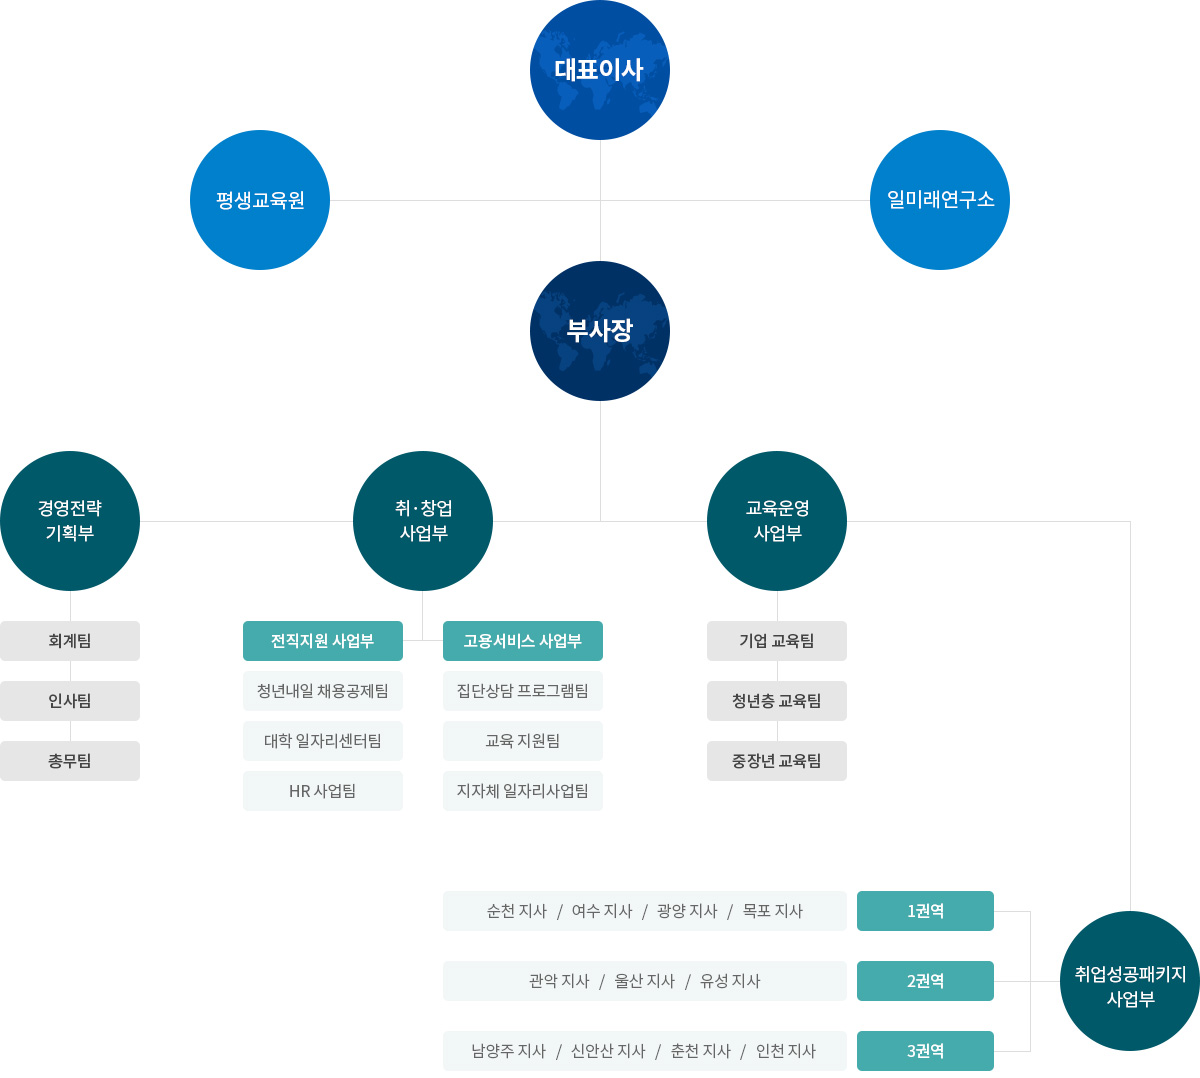 대표이사
평생교육원
일미래연구소
부사장
경영전략
기획부
취·창업
사업부
교육운영
사업부
회계팀
인사팀
총무팀
전직지원 사업부
청년내일 채용공제팀
대학 일자리센터팀
HR 사업팀
고용서비스 사업부
집단상담 프로그램팀
교육 지원팀
지자체 일자리사업팀
기업 교육팀
청년층 교육팀
중장년 교육팀
취업성공패키지
사업부
1권역
순천 지사 / 여수 지사 / 광양 지사 / 목포 지사
2권역
관악 지사 / 울산 지사 / 유성 지사
3권역
남양주 지사 / 신안산 지사 / 춘천 지사 / 인천 지사